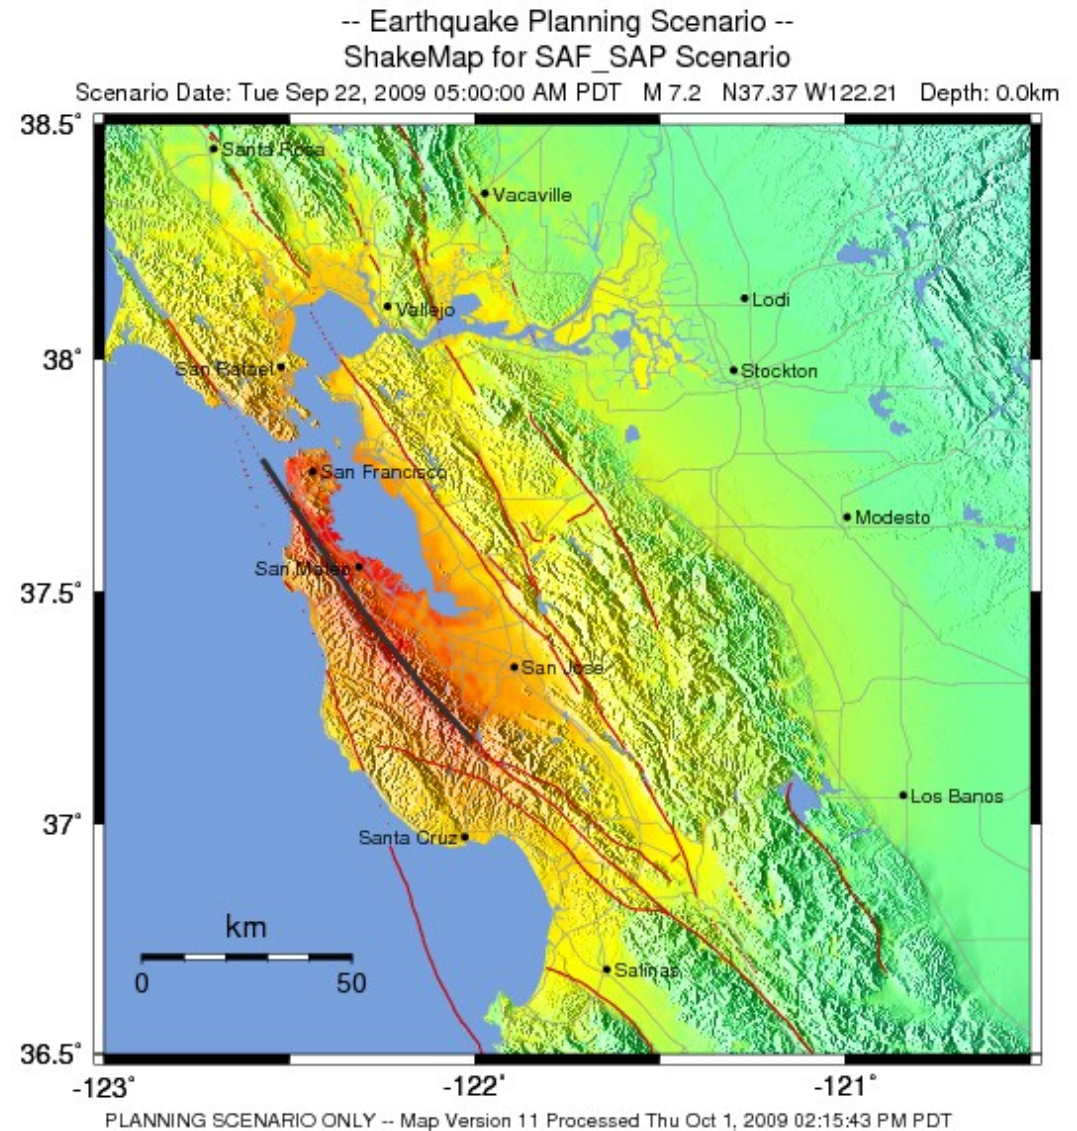 -- Earthquake Planning Scenario --
ShakeMap for SAF_SAP Scenario
Scenario Date: Tue Sep 22, 2009 05:00:00 AM PDT M 7.2 N37.37 W122.21 Depth: 0.0km
38.5°
Santa Rosa
Vacaville
Lodi
Vallejo
38°
San Rafael
Stockton
San Francisco
Modesto
37.5°
San Mateo
San Jose
Los Banos
37°
Santa Cruz
km
Salinas
0 50
36.5°
-123° -122° -121°
PLANNING SCENARIO ONLY -- Map Version 11 Processed Thu Oct 1, 2009 02:15:43 PM PDT